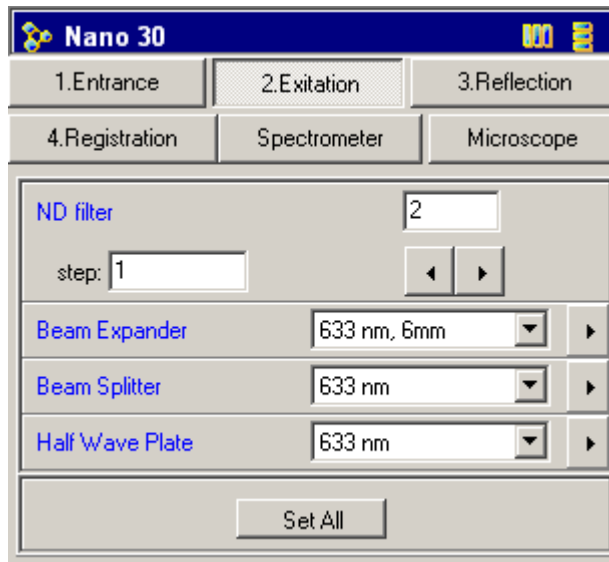 Nano 30
1.Entrance 2.Exitation 3.Reflection
4.Registration Spectrometer Microscope
ND filter 2
step: 1
Beam Expander 633 nm, 6mm
Beam Splitter 633 nm
Half Wave Plate 633 nm
Set All